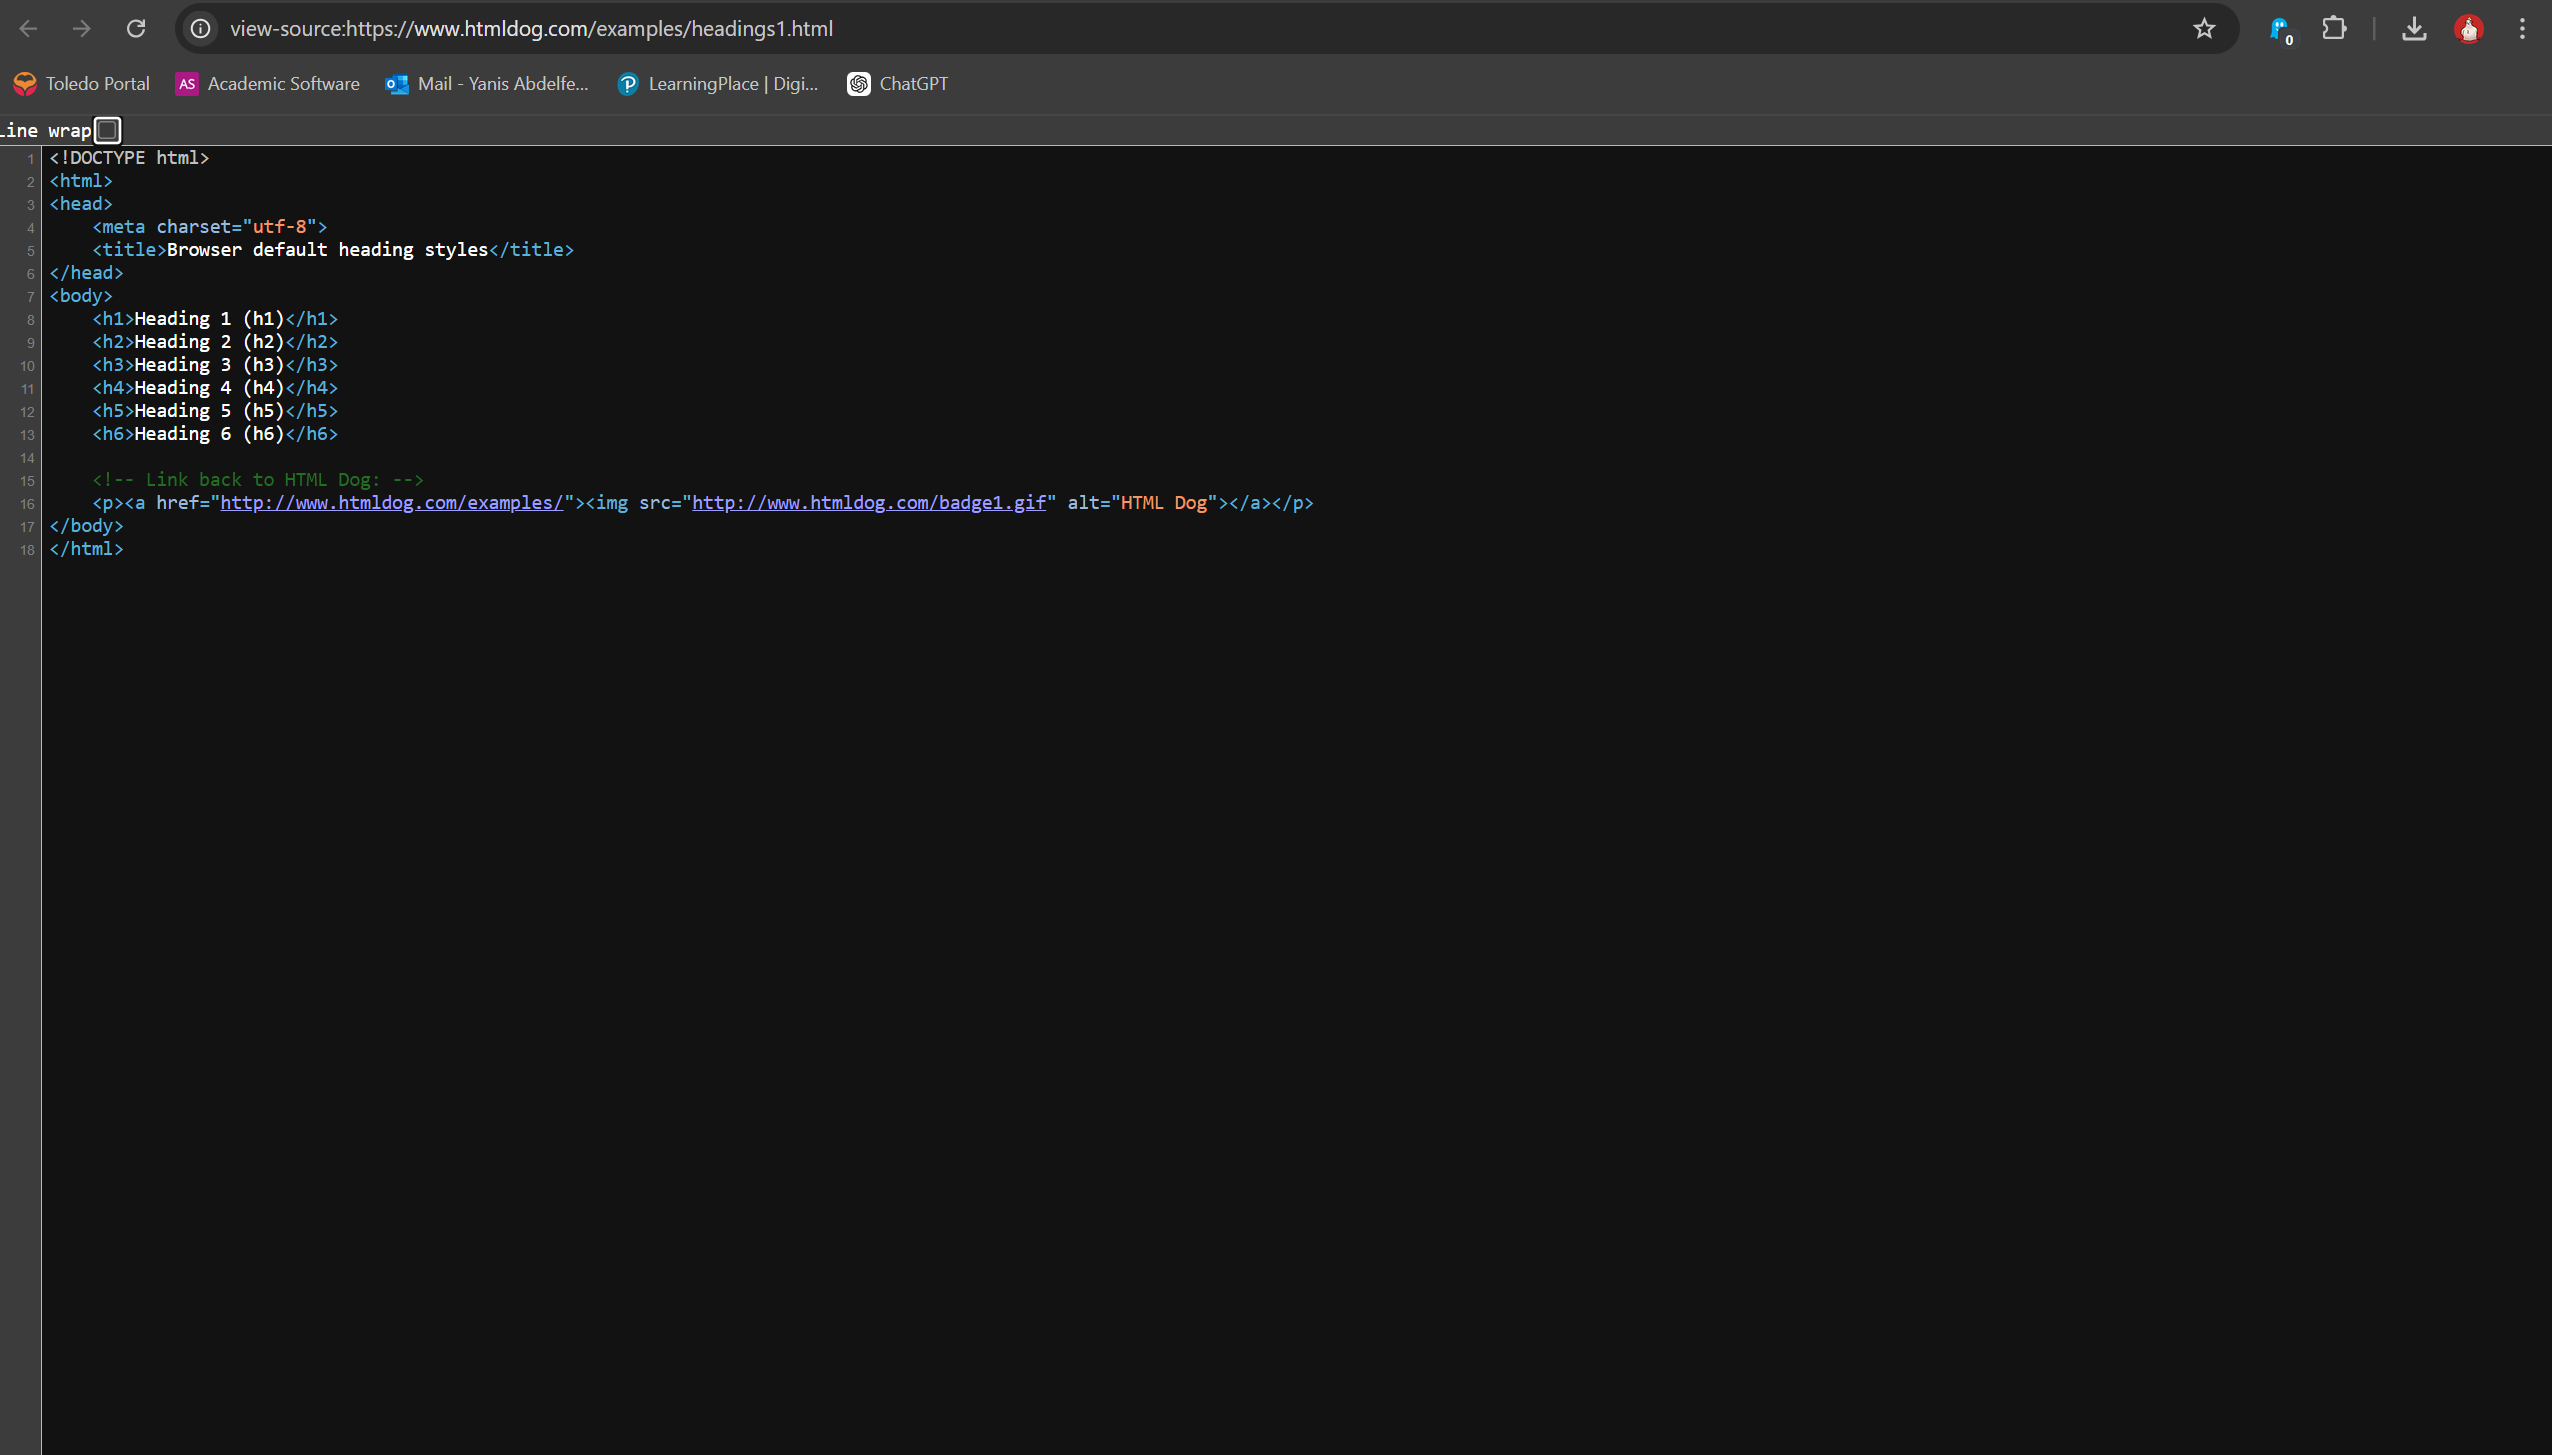 view-source:https://www.htmldog.com/examples/headings1.html
0
Toledo Portal
AS Academic Software
Mail - Yanis Abdelfe...
LearningPlace | Digi...
ChatGPT
Line wrap
1 <!DOCTYPE html>
2 <html>
3 <head>
4     <meta charset="utf-8">
5     <title>Browser default heading styles</title>
6 </head>
7 <body>
8     <h1>Heading 1 (h1)</h1>
9     <h2>Heading 2 (h2)</h2>
10     <h3>Heading 3 (h3)</h3>
11     <h4>Heading 4 (h4)</h4>
12     <h5>Heading 5 (h5)</h5>
13     <h6>Heading 6 (h6)</h6>
14
15     <!-- Link back to HTML Dog: -->
16     <p><a href="http://www.htmldog.com/examples/"><img src="http://www.htmldog.com/badge1.gif" alt="HTML Dog"></a></p>
17 </body>
18 </html>